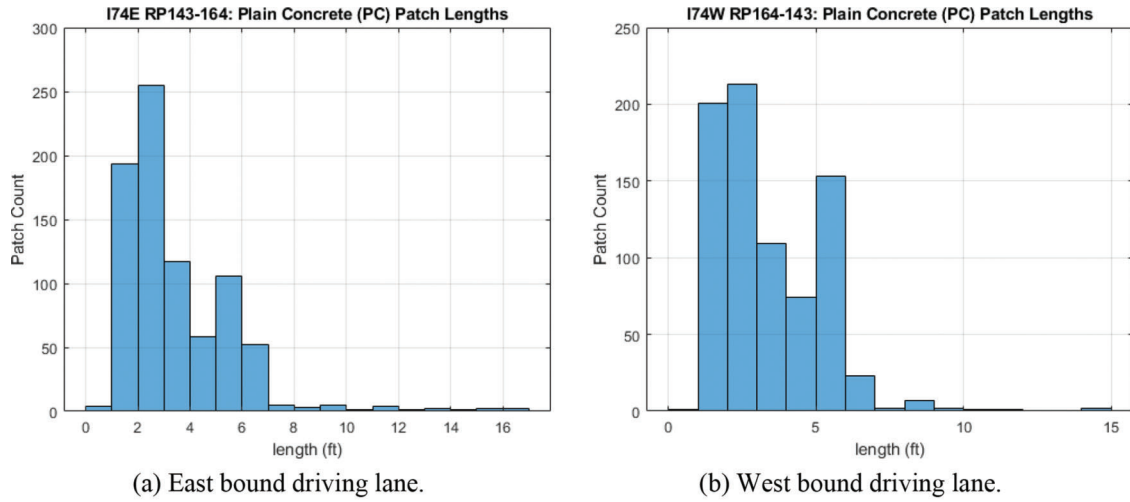 I74E RP143-164: Plain Concrete (PC) Patch Lengths
300
250
200
150
100
50
0
Patch Count
0 2 4 6 8 10 12 14 16
length (ft)
(a) East bound driving lane.
I74W RP164-143: Plain Concrete (PC) Patch Lengths
250
200
150
100
50
0
Patch Count
0 5 10 15
length (ft)
(b) West bound driving lane.